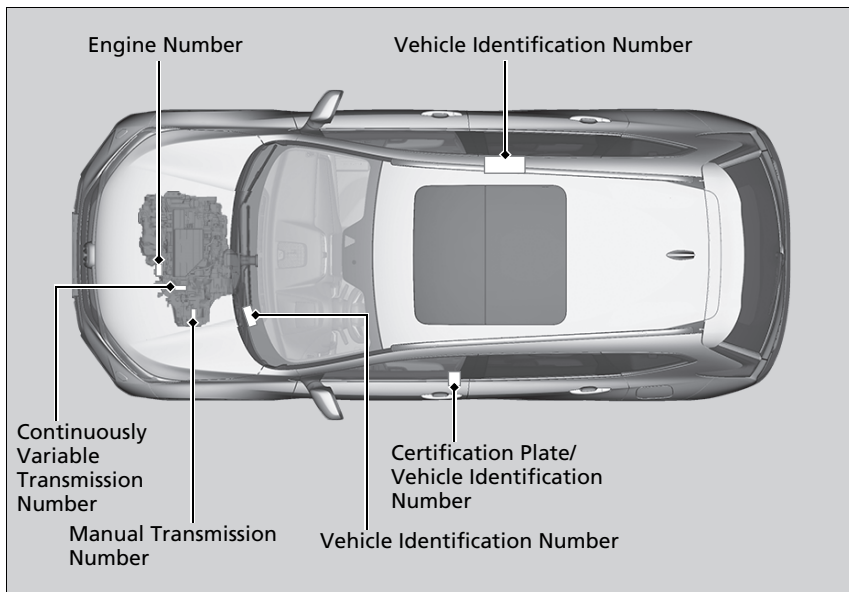 Engine Number
Vehicle Identification Number
Continuously
Variable
Transmission
Number
Certification Plate/
Vehicle Identification
Number
Manual Transmission
Number
Vehicle Identification Number